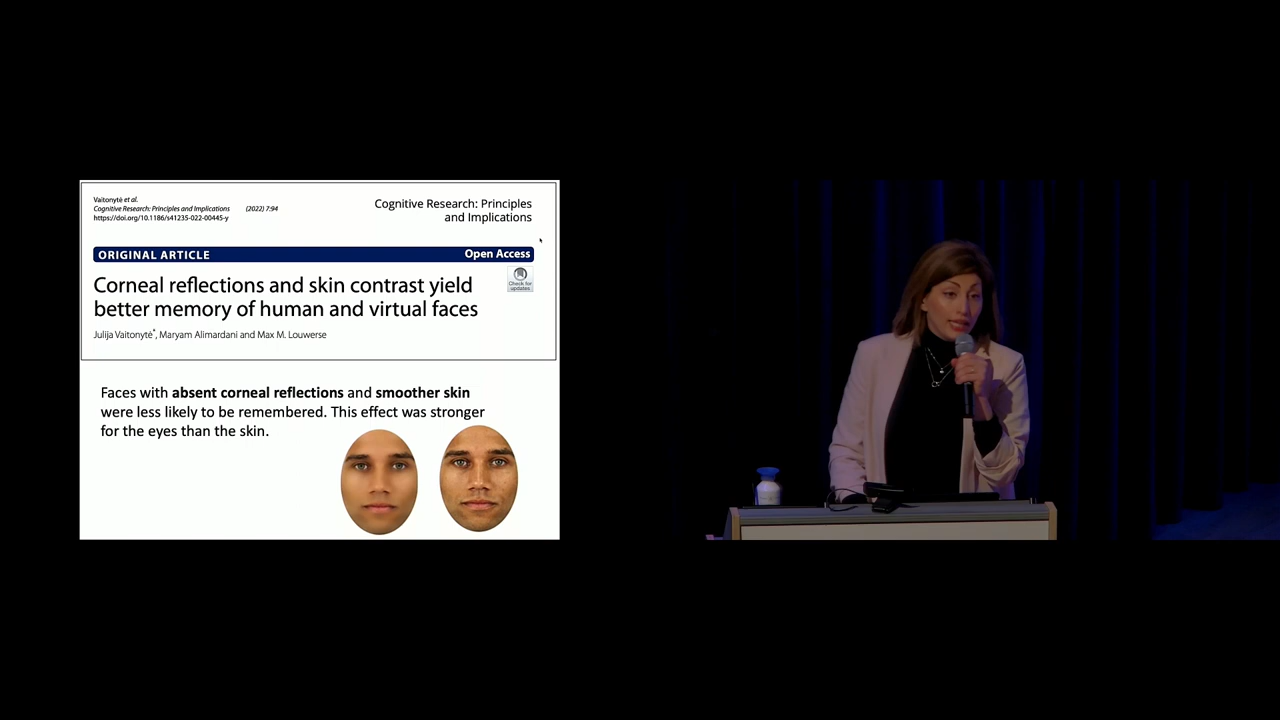 Vaitonytė et al.
Cognitive Research: Principles and Implications (2022) 7:94
https://doi.org/10.1186/s41235-022-00445-y
Cognitive Research: Principles
and Implications
ORIGINAL ARTICLE
Open Access
Check for
updates
Corneal reflections and skin contrast yield
better memory of human and virtual faces
Julija Vaitonytė*, Maryam Alimardani and Max M. Louwerse
Faces with absent corneal reflections and smoother skin
were less likely to be remembered. This effect was stronger
for the eyes than the skin.